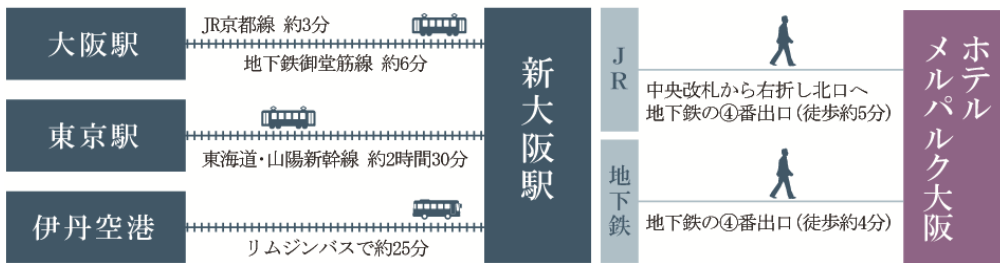 大阪駅
JR京都線 約3分
地下鉄御堂筋線 約6分
東京駅
東海道・山陽新幹線 約2時間30分
伊丹空港
リムジンバスで約25分
新大阪駅
JR
中央改札から右折し北口へ
地下鉄の④番出口(徒歩約5分)
地下鉄
地下鉄の④番出口(徒歩約4分)
ホテル
メルパルク大阪